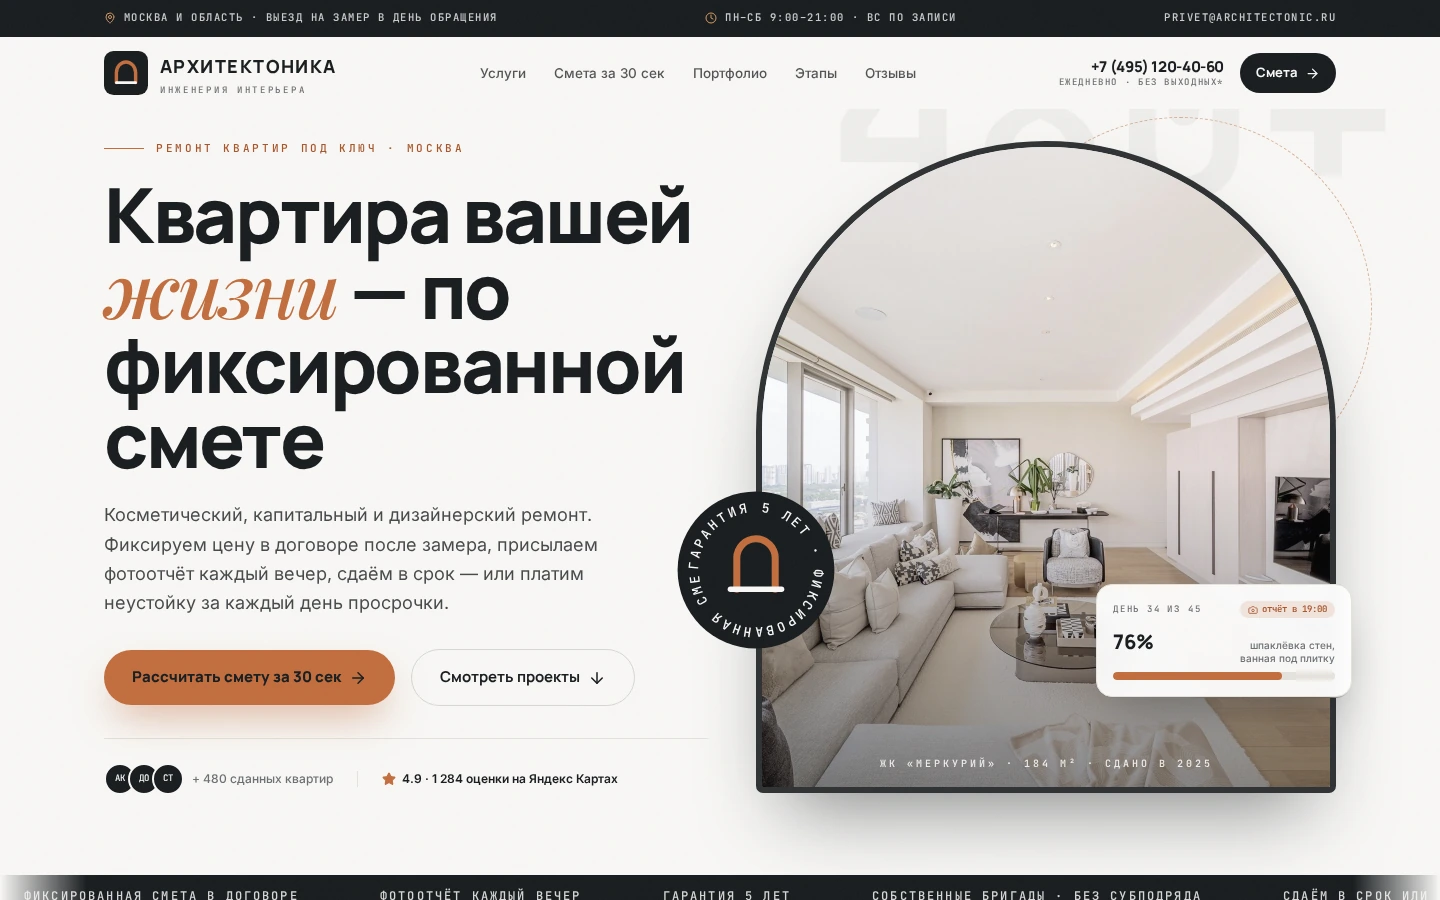 МОСКВА И ОБЛАСТЬ · ВЫЕЗД НА ЗАМЕР В ДЕНЬ ОБРАЩЕНИЯ
ПН–СБ 9:00–21:00 · ВС ПО ЗАПИСИ
PRIVET@ARCHITECTONIC.RU
АРХИТЕКТОНИКА
ИНЖЕНЕРИЯ ИНТЕРЬЕРА
Услуги
Смета за 30 сек
Портфолио
Этапы
Отзывы
+7 (495) 120-40-60
ЕЖЕДНЕВНО · БЕЗ ВЫХОДНЫХ*
Смета
РЕМОНТ КВАРТИР ПОД КЛЮЧ · МОСКВА
Квартира вашей
жизни — по
фиксированной
смете
Косметический, капитальный и дизайнерский ремонт.
Фиксируем цену в договоре после замера, присылаем
фотоотчёт каждый вечер, сдаём в срок — или платим
неустойку за каждый день просрочки.
Рассчитать смету за 30 сек
Смотреть проекты
АК
ДО
СТ
+ 480 сданных квартир
4.9 · 1 284 оценки на Яндекс Картах
ГАРАНТИЯ 5 ЛЕТ · ФИКСИРОВАННАЯ СМЕ
ДЕНЬ 34 ИЗ 45
отчёт в 19:00
76%
шпаклёвка стен,
ванная под плитку
ЖК «МЕРКУРИЙ» · 184 М² · СДАНО В 2025
ФИКСИРОВАННАЯ СМЕТА В ДОГОВОРЕ
ФОТООТЧЁТ КАЖДЫЙ ВЕЧЕР
ГАРАНТИЯ 5 ЛЕТ
СОБСТВЕННЫЕ БРИГАДЫ · БЕЗ СУБПОДРЯДА
СДАЁМ В СРОК ИЛИ